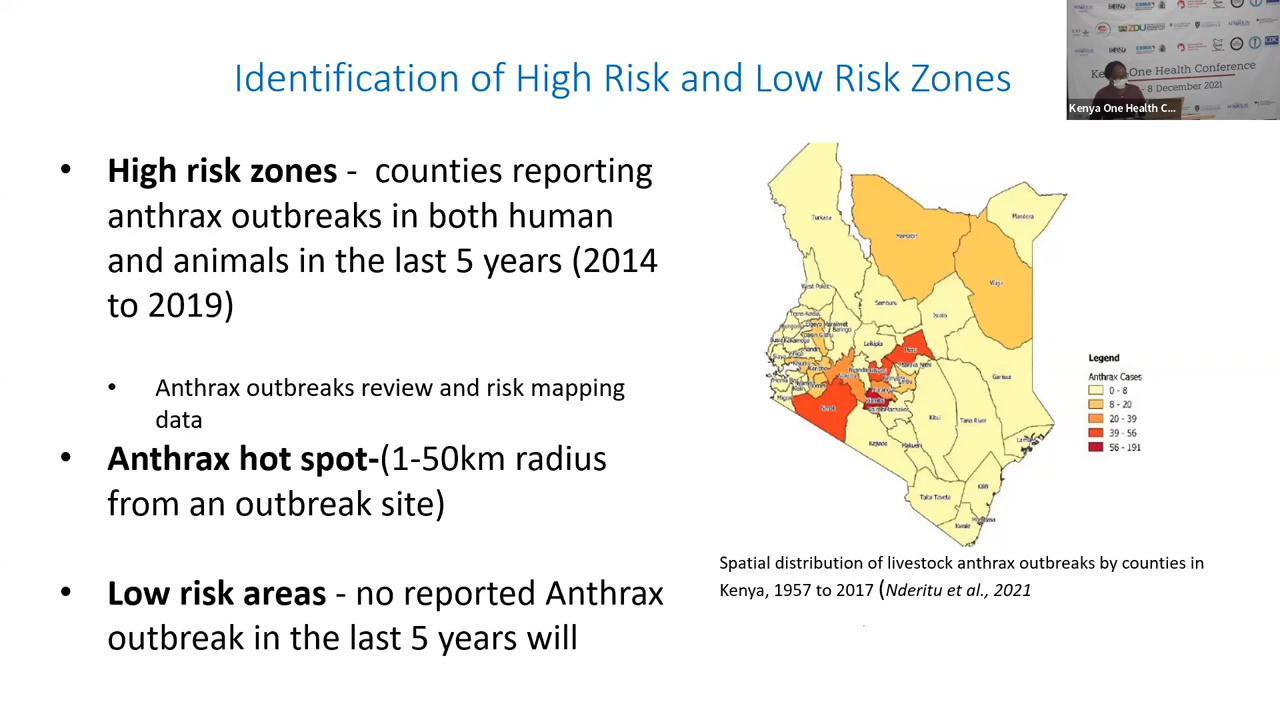 Identification of High Risk and Low Risk Zones
• High risk zones - counties reporting
anthrax outbreaks in both human
and animals in the last 5 years (2014
to 2019)
• Anthrax outbreaks review and risk mapping
data
• Anthrax hot spot-(1-50km radius
from an outbreak site)
• Low risk areas - no reported Anthrax
outbreak in the last 5 years will
One Health Conference
8 December 2021
Kenya One Health C...
Turkana
Mandera
Marsabit
Wajir
West Pokot
Samburu
Isiolo
Baringo
Laikipia
Meru
Garissa
Narok
Kitui
Tana River
Kajiado
Makueni
Lamu
Kilifi
Taita Taveta
Kwale
Legend
Anthrax Cases
0 - 8
8 - 20
20 - 39
39 - 56
56 - 191
Spatial distribution of livestock anthrax outbreaks by counties in
Kenya, 1957 to 2017 (Nderitu et al., 2021